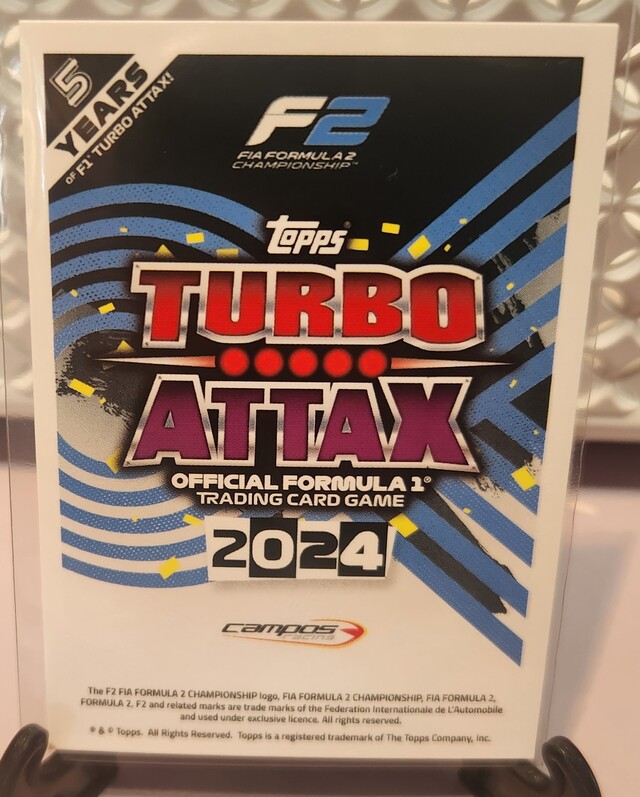 5
YEARS
OF F1® TURBO ATTAX!
F2
FIA FORMULA 2
CHAMPIONSHIP™
Topps®
TURBO
ATTAX
OFFICIAL FORMULA 1®
TRADING CARD GAME
2024
campos
racing
The F2 FIA FORMULA 2 CHAMPIONSHIP logo, FIA FORMULA 2 CHAMPIONSHIP, FIA FORMULA 2,
FORMULA 2, F2 and related marks are trade marks of the Federation Internationale de L'Automobile
and used under exclusive licence. All rights reserved.
® & © Topps. All Rights Reserved. Topps is a registered trademark of The Topps Company, Inc.